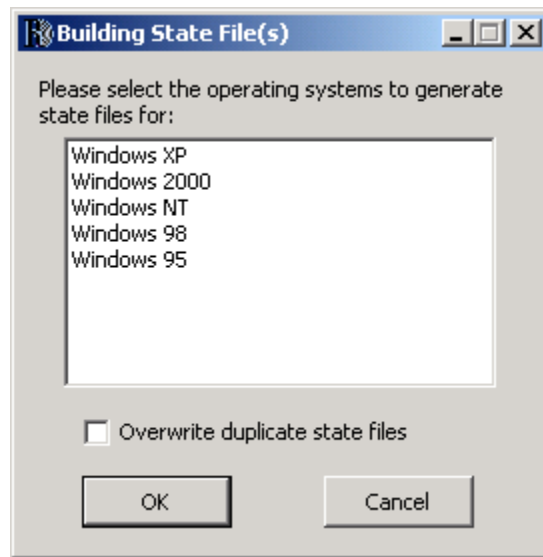 Building State File(s)
Please select the operating systems to generate
state files for:
Windows XP
Windows 2000
Windows NT
Windows 98
Windows 95
Overwrite duplicate state files
OK
Cancel